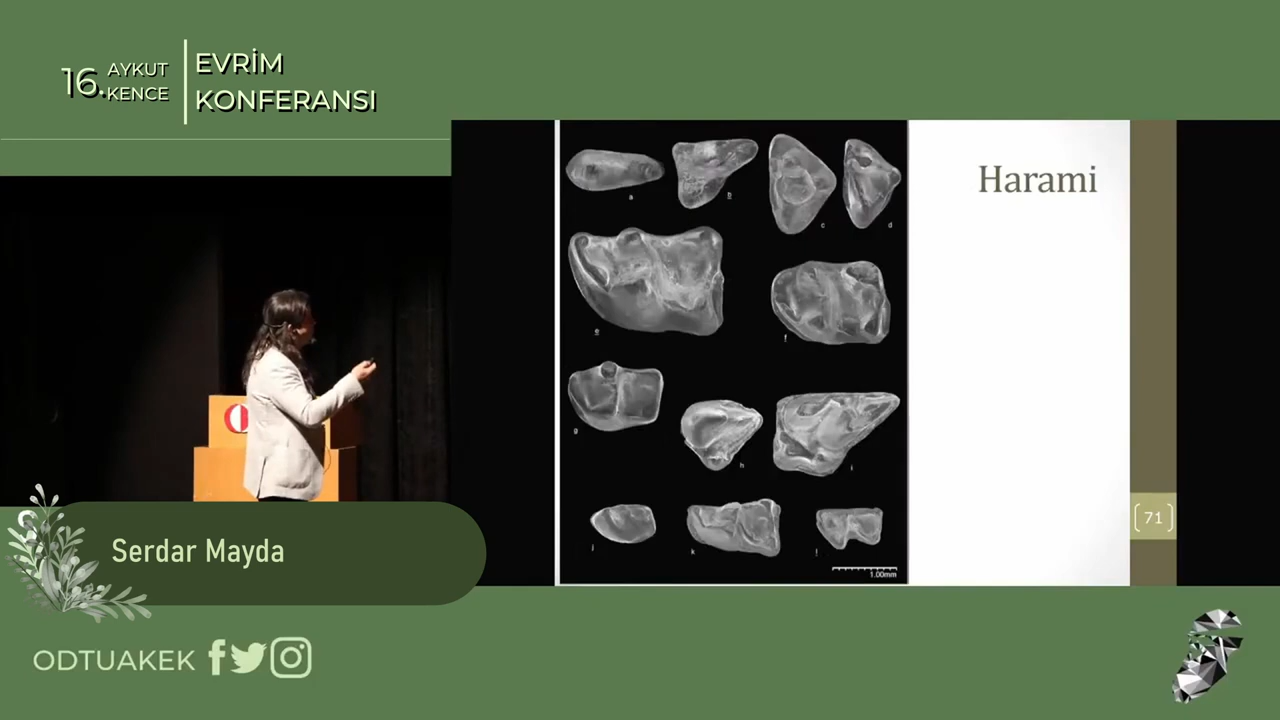 16.
AYKUT
KENCE
EVRİM
KONFERANSI
Harami
a
b
c
d
e
f
g
h
i
j
k
l
1.00mm
71
Serdar Mayda
ODTUAKEK